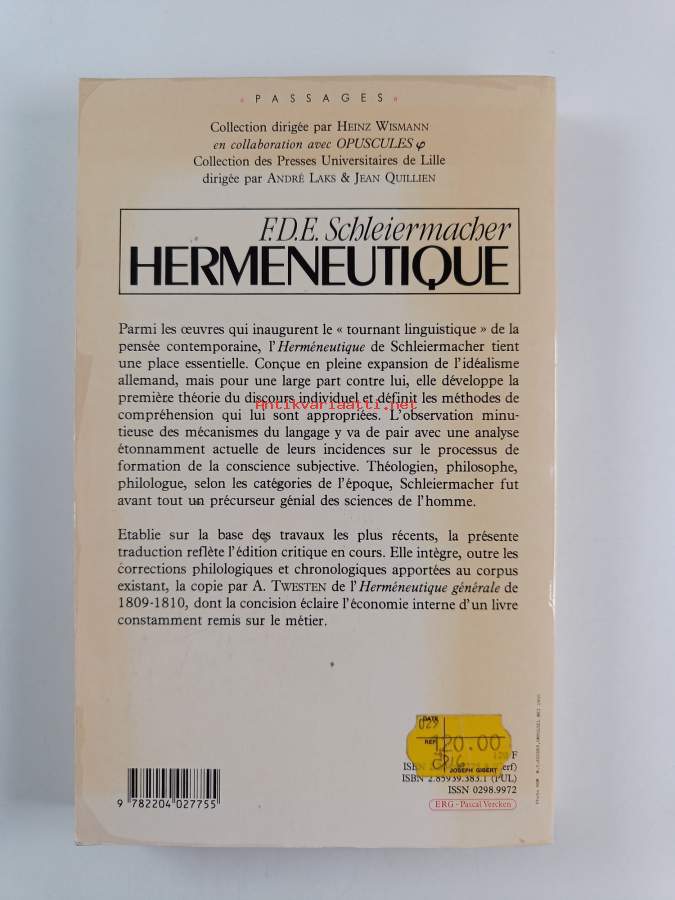 PASSAGES
Collection dirigée par HEINZ WISMANN
en collaboration avec OPUSCULES φ
Collection des Presses Universitaires de Lille
dirigée par ANDRÉ LAKS & JEAN QUILLIEN
F.D.E. Schleiermacher
HERMENEUTIQUE
Parmi les œuvres qui inaugurent le « tournant linguistique » de la
pensée contemporaine, l'Herméneutique de Schleiermacher tient
une place essentielle. Conçue en pleine expansion de l'idéalisme
allemand, mais pour une large part contre lui, elle développe la
première théorie du discours individuel et définit les méthodes de
Antikvariaatti.net
compréhension qui lui sont appropriées. L'observation minu-
tieuse des mécanismes du langage y va de pair avec une analyse
étonnamment actuelle de leurs incidences sur le processus de
formation de la conscience subjective. Théologien, philosophe,
philologue, selon les catégories de l'époque, Schleiermacher fut
avant tout un précurseur génial des sciences de l'homme.
Etablie sur la base des travaux les plus récents, la présente
traduction reflète l'édition critique en cours. Elle intègre, outre les
corrections philologiques et chronologiques apportées au corpus
existant, la copie par A. TWESTEN de l'Herméneutique générale de
1809-1810, dont la concision éclaire l'économie interne d'un livre
constamment remis sur le métier.
DATE
029
REF
120.00
F
JOSEPH GIBERT
ISBN 2.85939.383.1 (PUL)
ISSN 0298.9972
ERG - Pascal Vercken
9 782204 027755